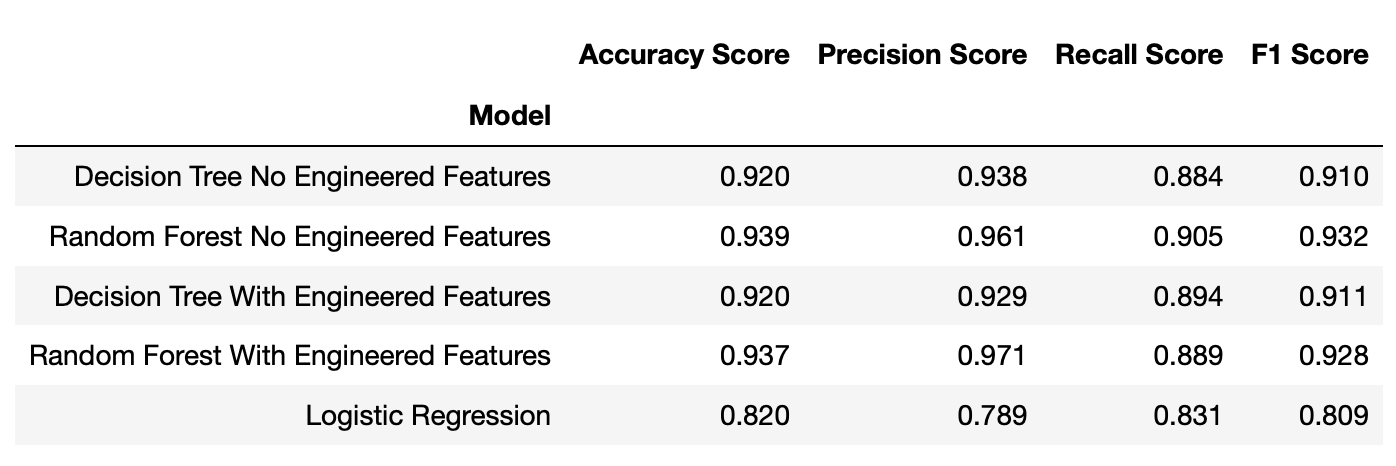 Accuracy Score Precision Score Recall Score F1 Score
Model
Decision Tree No Engineered Features 0.920 0.938 0.884 0.910
Random Forest No Engineered Features 0.939 0.961 0.905 0.932
Decision Tree With Engineered Features 0.920 0.929 0.894 0.911
Random Forest With Engineered Features 0.937 0.971 0.889 0.928
Logistic Regression 0.820 0.789 0.831 0.809